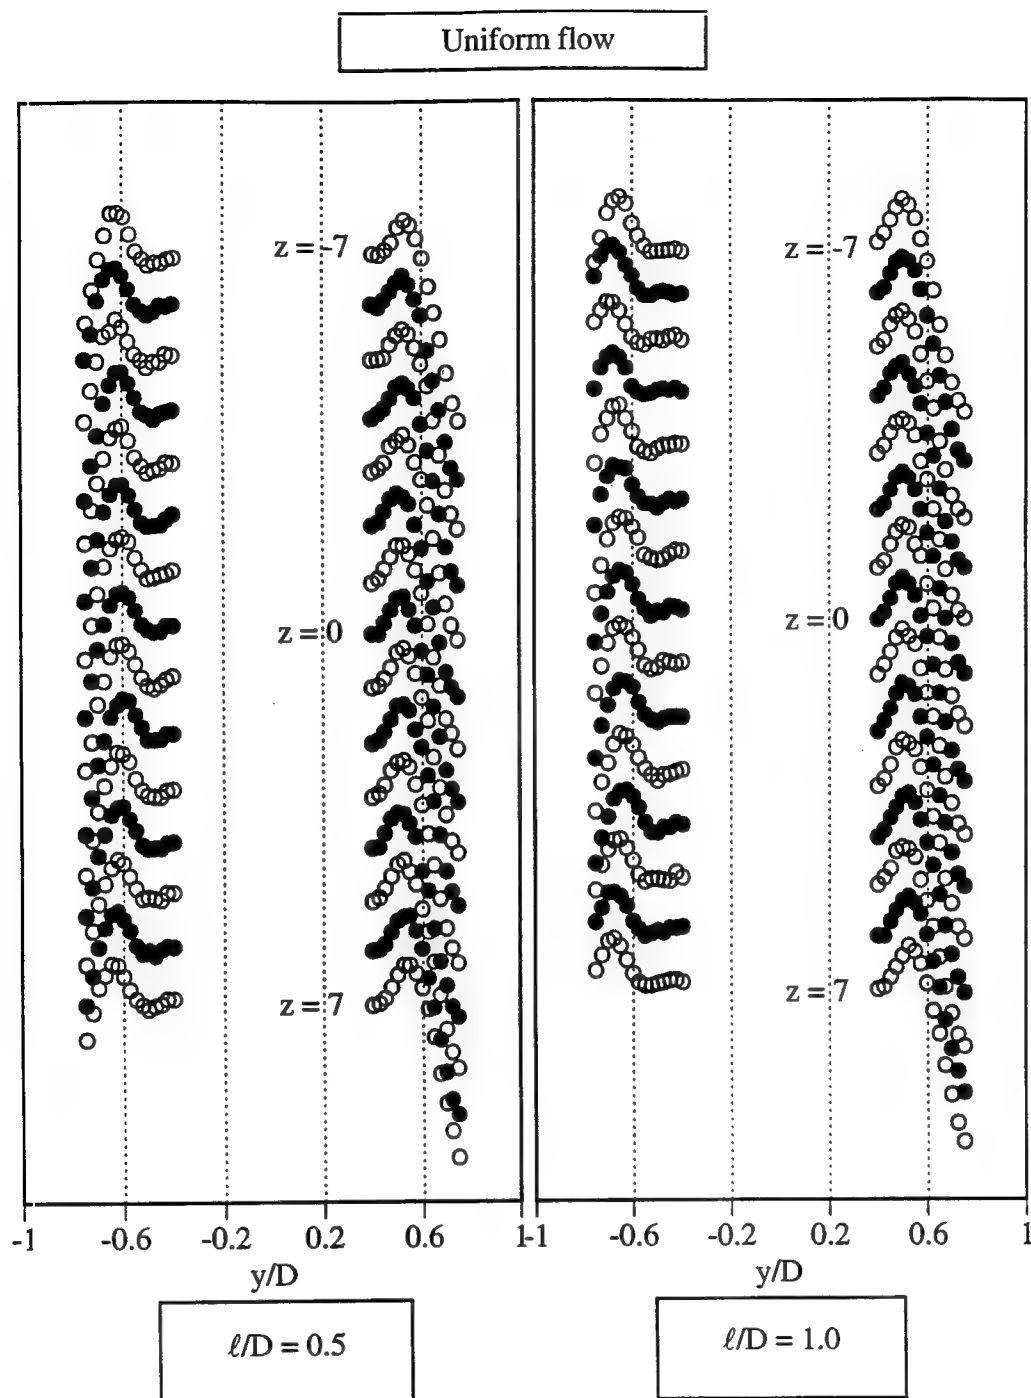 Uniform flow
z = -7
z = 0
z = 7
-1 -0.6 -0.2 0.2 0.6 1
y/D
ℓ/D = 0.5
z = -7
z = 0
z = 7
-1 -0.6 -0.2 0.2 0.6 1
y/D
ℓ/D = 1.0